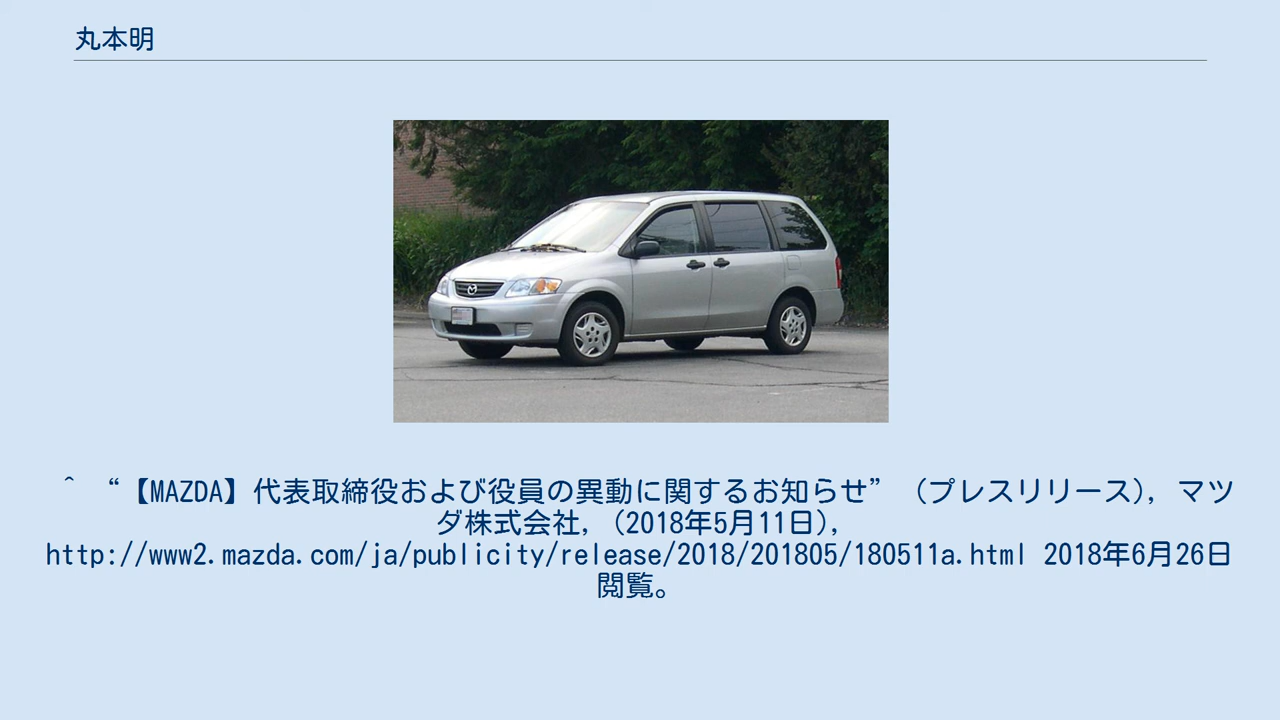 丸本明
^ “【MAZDA】代表取締役および役員の異動に関するお知らせ” (プレスリリース), マツ
ダ株式会社, (2018年5月11日),
http://www2.mazda.com/ja/publicity/release/2018/201805/180511a.html 2018年6月26日
閲覧。